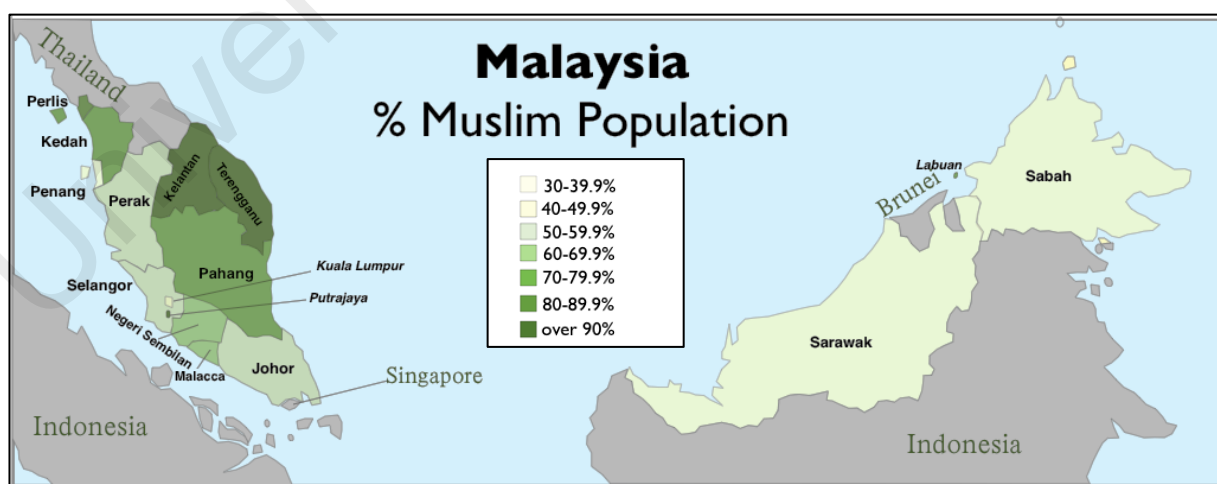 Univer
Malaysia
% Muslim Population
Thailand
Perlis
Kedah
Penang
Perak
Kelantan
Terengganu
Pahang
Selangor
Kuala Lumpur
Putrajaya
Negeri Sembilan
Malacca
Johor
Singapore
Indonesia
30-39.9%
40-49.9%
50-59.9%
60-69.9%
70-79.9%
80-89.9%
over 90%
Labuan
Brunei
Sabah
Sarawak
Indonesia